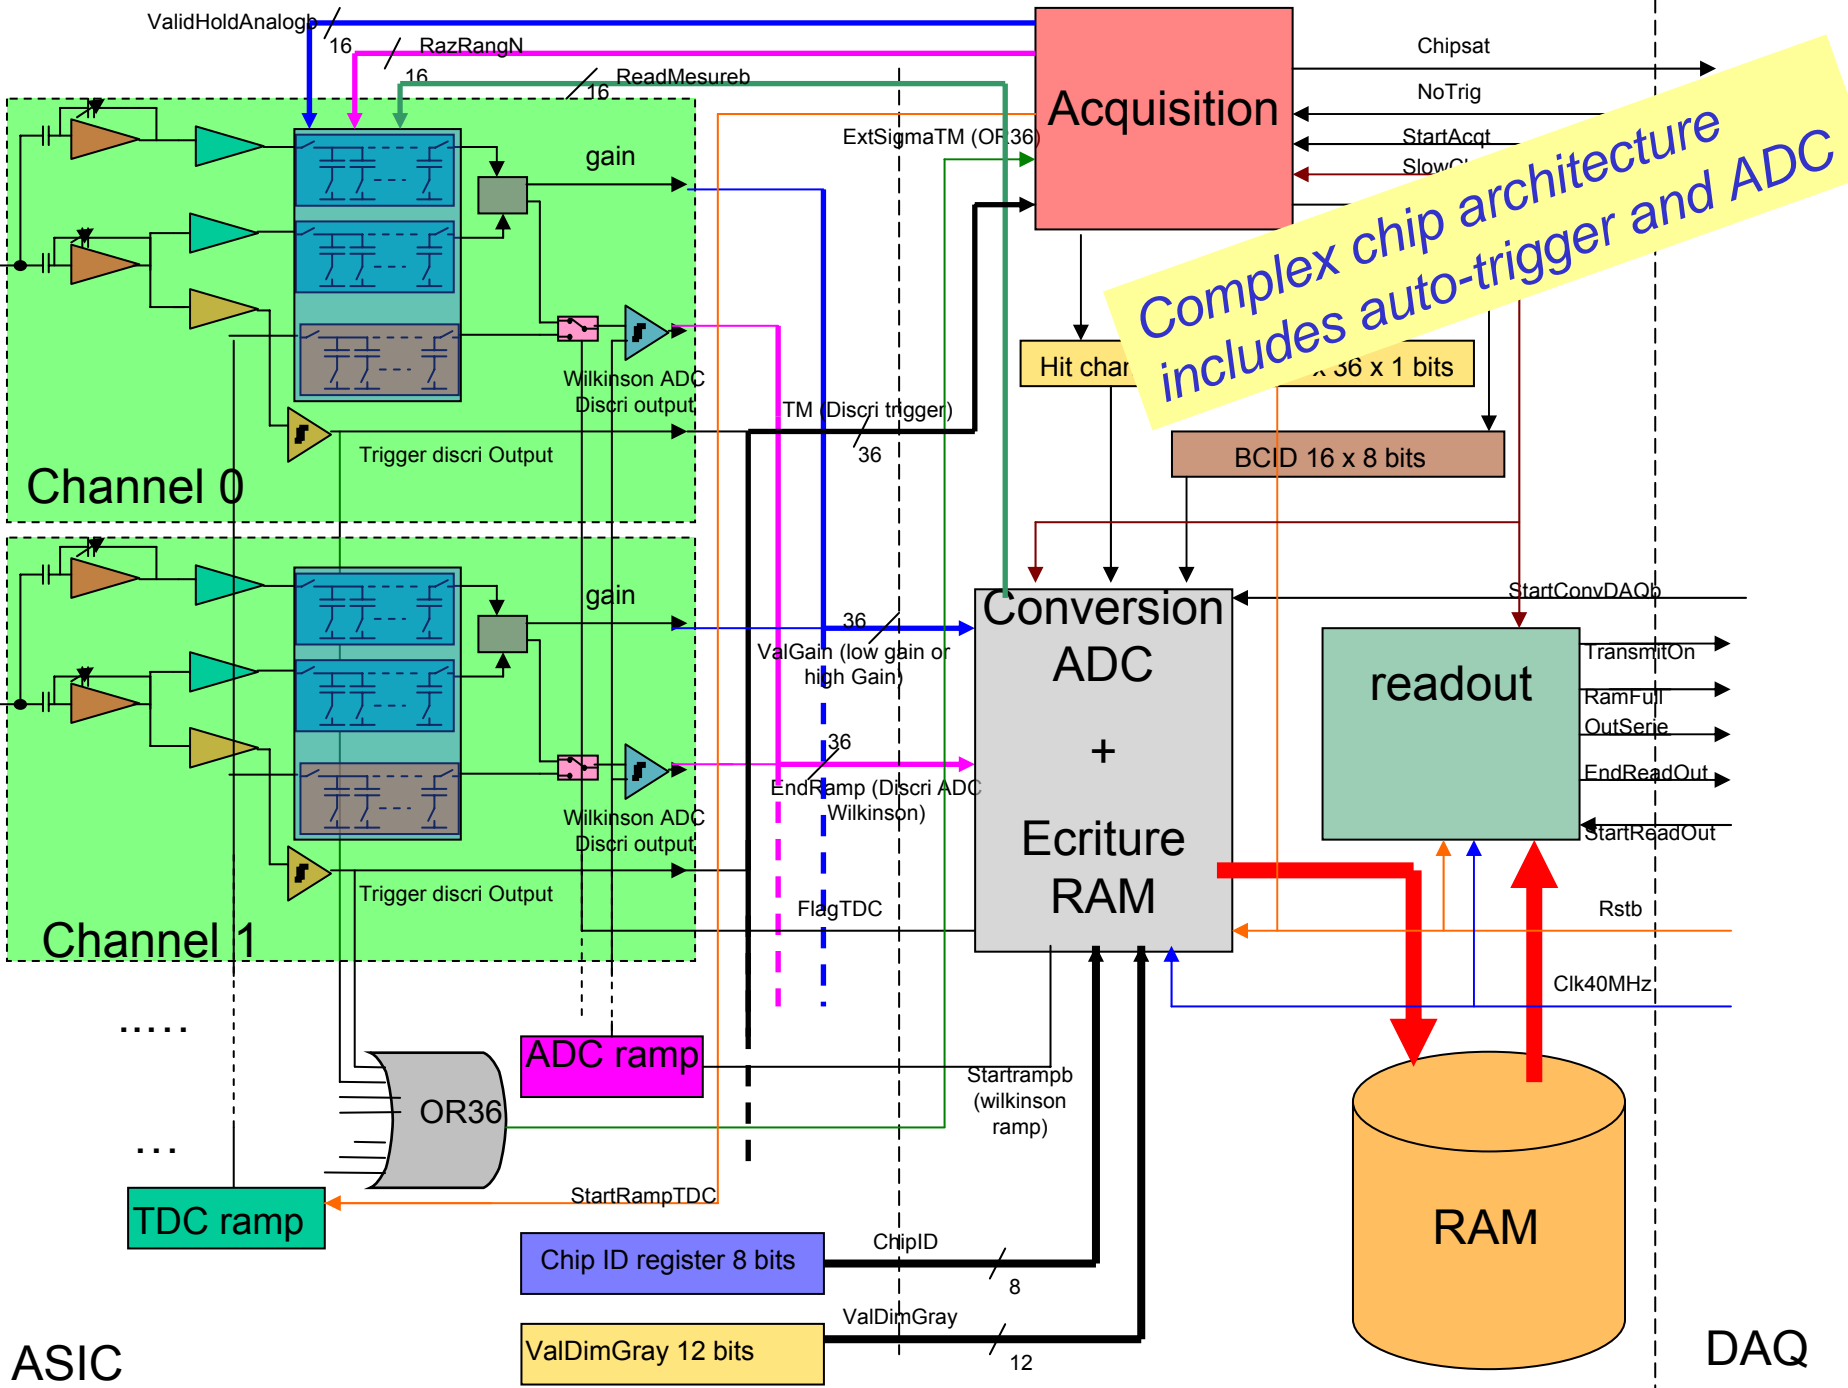 ValidHoldAnalogb
16
RazRangN
16
ReadMesureb
16
Acquisition
Chipsat
NoTrig
StartAcqt
Complex chip architecture
includes auto-trigger and ADC
ExtSigmaTM (OR36)
gain
Wilkinson ADC
Discri output
Trigger discri Output
Channel 0
TM (Discri trigger)
36
Hit
x 36 x 1 bits
BCID 16 x 8 bits
gain
Wilkinson ADC
Discri output
Trigger discri Output
Channel 1
36
ValGain (low gain or
high Gain)
36
EndRamp (Discri ADC
Wilkinson)
FlagTDC
Conversion
ADC
+
Ecriture
RAM
StartConvDAQb
readout
TransmitOn
RamFull
OutSerie
EndReadOut
StartReadOut
Rstb
Clk40MHz
.....
...
OR36
ADC ramp
Startrampb
(wilkinson
ramp)
TDC ramp
StartRampTDC
Chip ID register 8 bits
ChipID
8
ValDimGray 12 bits
ValDimGray
12
RAM
ASIC
DAQ